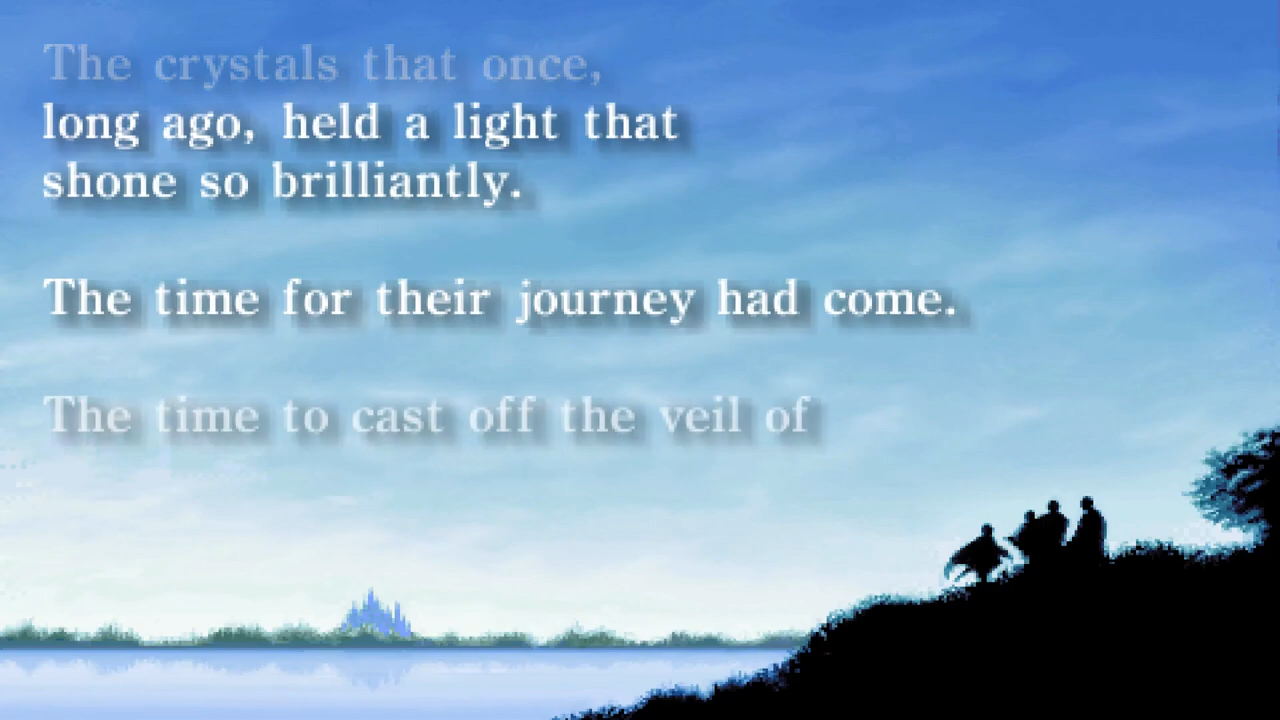 The crystals that once,
long ago, held a light that
shone so brilliantly.
The time for their journey had come.
The time to cast off the veil of